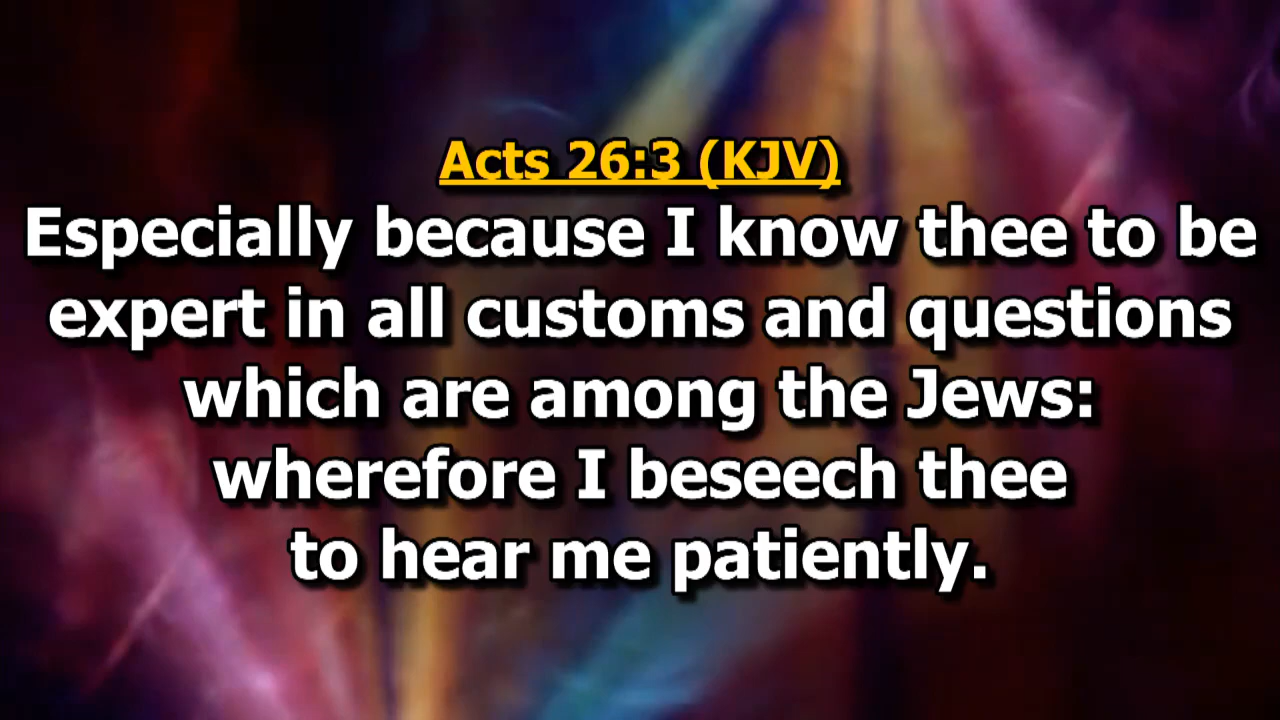 Acts 26:3 (KJV)
Especially because I know thee to be
expert in all customs and questions
which are among the Jews:
wherefore I beseech thee
to hear me patiently.